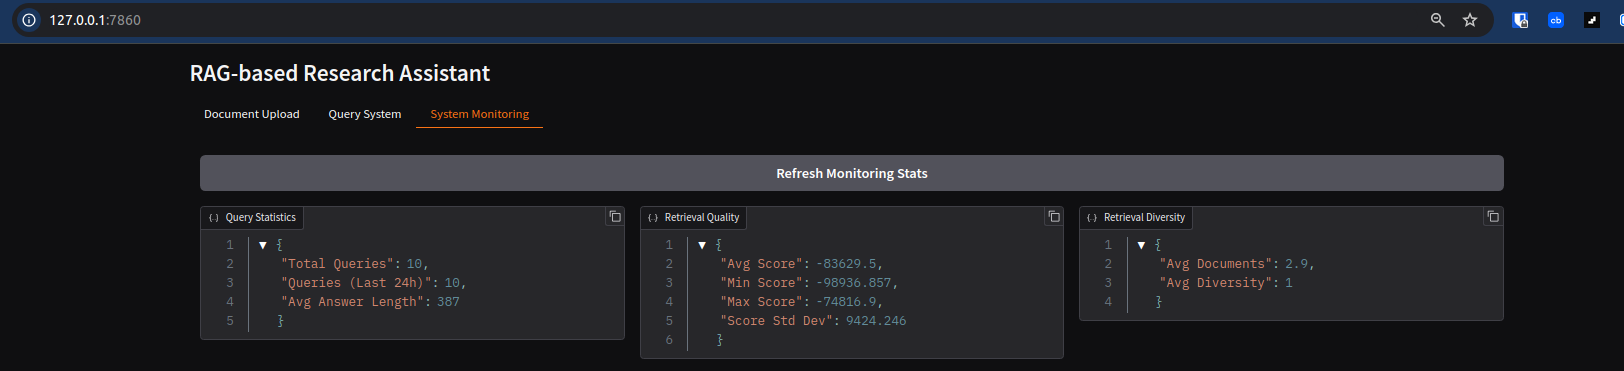 127.0.0.1:7860
cb
RAG-based Research Assistant
Document Upload Query System System Monitoring
Refresh Monitoring Stats
{} Query Statistics
1 ▼ {
2 "Total Queries": 10,
3 "Queries (Last 24h)": 10,
4 "Avg Answer Length": 387
5 }
{} Retrieval Quality
1 ▼ {
2 "Avg Score": -83629.5,
3 "Min Score": -98936.857,
4 "Max Score": -74816.9,
5 "Score Std Dev": 9424.246
6 }
{} Retrieval Diversity
1 ▼ {
2 "Avg Documents": 2.9,
3 "Avg Diversity": 1
4 }